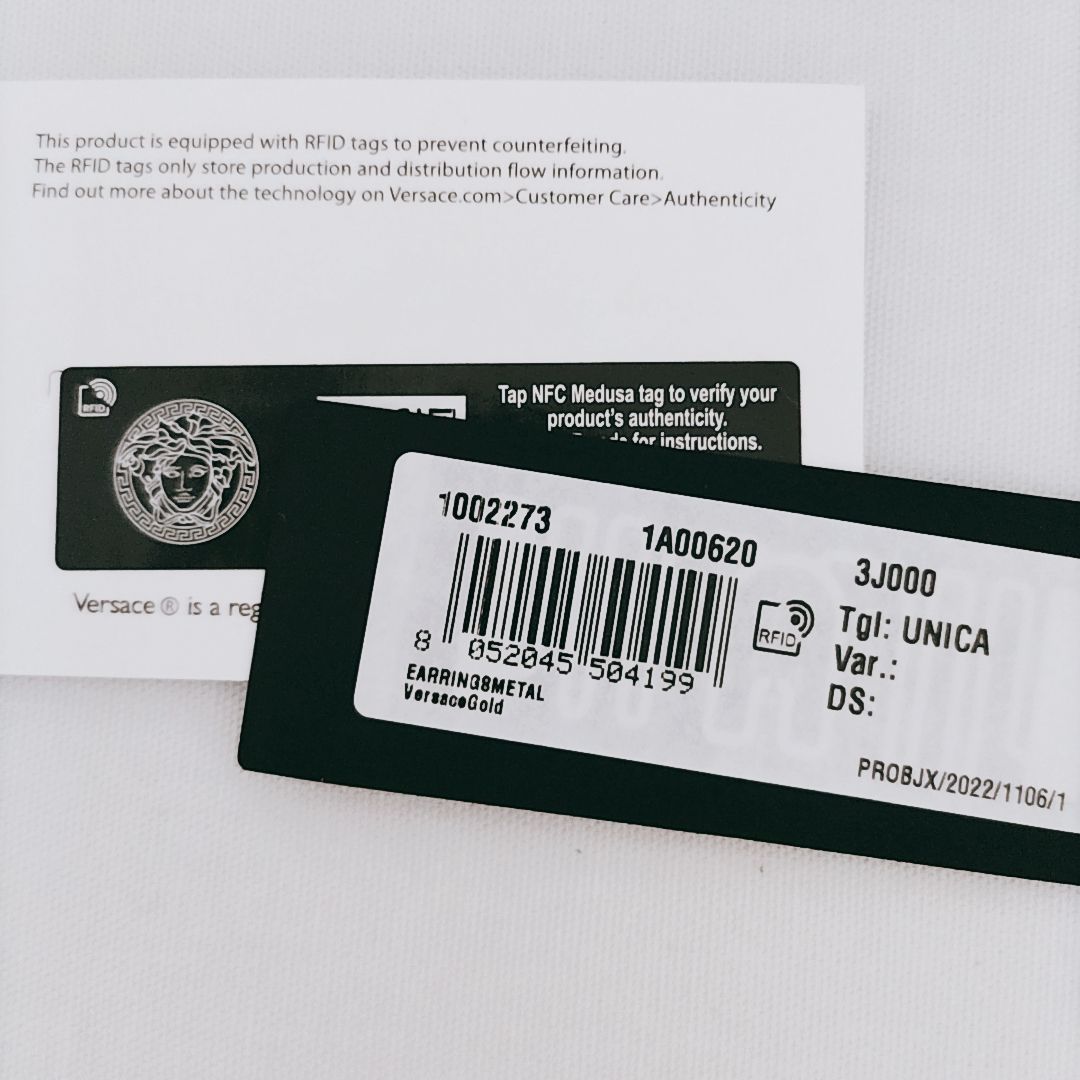 This product is equipped with RFID tags to prevent counterfeiting.
The RFID tags only store production and distribution flow information.
Find out more about the technology on Versace.com>Customer Care>Authenticity
RFID
Tap NFC Medusa tag to verify your
product's authenticity.
for instructions.
Versace ® is a reg
1002273 1A00620 3J000
RFID
Tgl: UNICA
Var.:
DS:
8 052045 504199
EARRINGSMETAL
VersaceGold
PROBJX/2022/1106/1